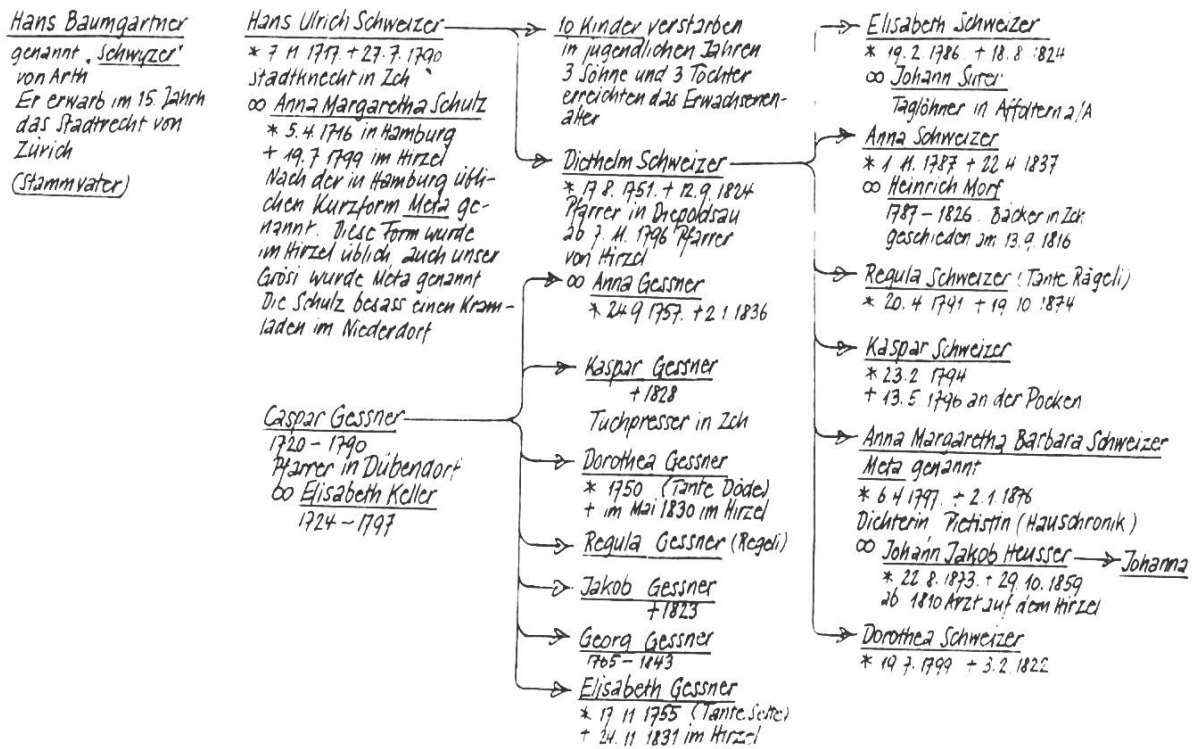 Hans Baumgartner
genannt „Schwyzer"
von Arth
Er erwarb im 15. Jahrh
das Stadtrecht von
Zürich
(Stammvater)
Hans Ulrich Schweizer
* 7 11 1717. + 27. 7. 1790
Stadtknecht in Zch
∞ Anna Margaretha Schulz
* 5. 4. 1716 in Hamburg
+ 19. 7 1799 im Hirzel
Nach der in Hamburg übli-
chen Kurzform Meta ge-
nannt. Diese Form wurde
im Hirzel üblich, auch unser
Grösi wurde Meta genannt
Die Schulz besass einen Kram-
laden im Niederdorf
Caspar Gessner
1720 – 1790
Pfarrer in Dübendorf
∞ Elisabeth Keller
1724 – 1797
10 Kinder verstarben
in jugendlichen Jahren
3 Söhne und 3 Töchter
erreichten das Erwachsenen-
alter
Diethelm Schweizer
* 17 8. 1751. + 12. 9. 1824
Pfarrer in Diepoldsau
ab 7. 11. 1796 Pfarrer
von Hirzel
∞ Anna Gessner
* 24 9 1757. + 2. 1 1836
Kaspar Gessner
+ 1828
Tuchpresser in Zch
Dorothea Gessner
* 1750 (Tante Döde)
+ im Mai 1830 im Hirzel
Regula Gessner (Regeli)
Jakob Gessner
+ 1823
Georg Gessner
1765 – 1843
Elisabeth Gessner
* 17 11 1755 (Tante Sette)
+ 24. 11 1831 im Hirzel
Elisabeth Schweizer
* 19. 2. 1786 + 18. 8. 1824
∞ Johann Suter
Taglöhner in Affoltern a/A
Anna Schweizer
* 1 11. 1787 + 22 4 1837
∞ Heinrich Morf
1787 – 1826. Bäcker in Zch
geschieden am 13. 9. 1816
Regula Schweizer (Tante Rägeli)
* 20. 4 1791 + 19 10 1874
Kaspar Schweizer
* 23. 2 1794
+ 13. 5. 1796 an der Pocken
Anna Margaretha Barbara Schweizer
Meta genannt
* 6 4 1797. + 2. 1. 1876
Dichterin, Pietistin (Hauschronik)
∞ Johann Jakob Heusser
Johanna
* 22. 8. 1873. + 29. 10. 1859
ab 1810 Arzt auf dem Hirzel
Dorothea Schweizer
* 19 7. 1799 + 3. 2. 1822